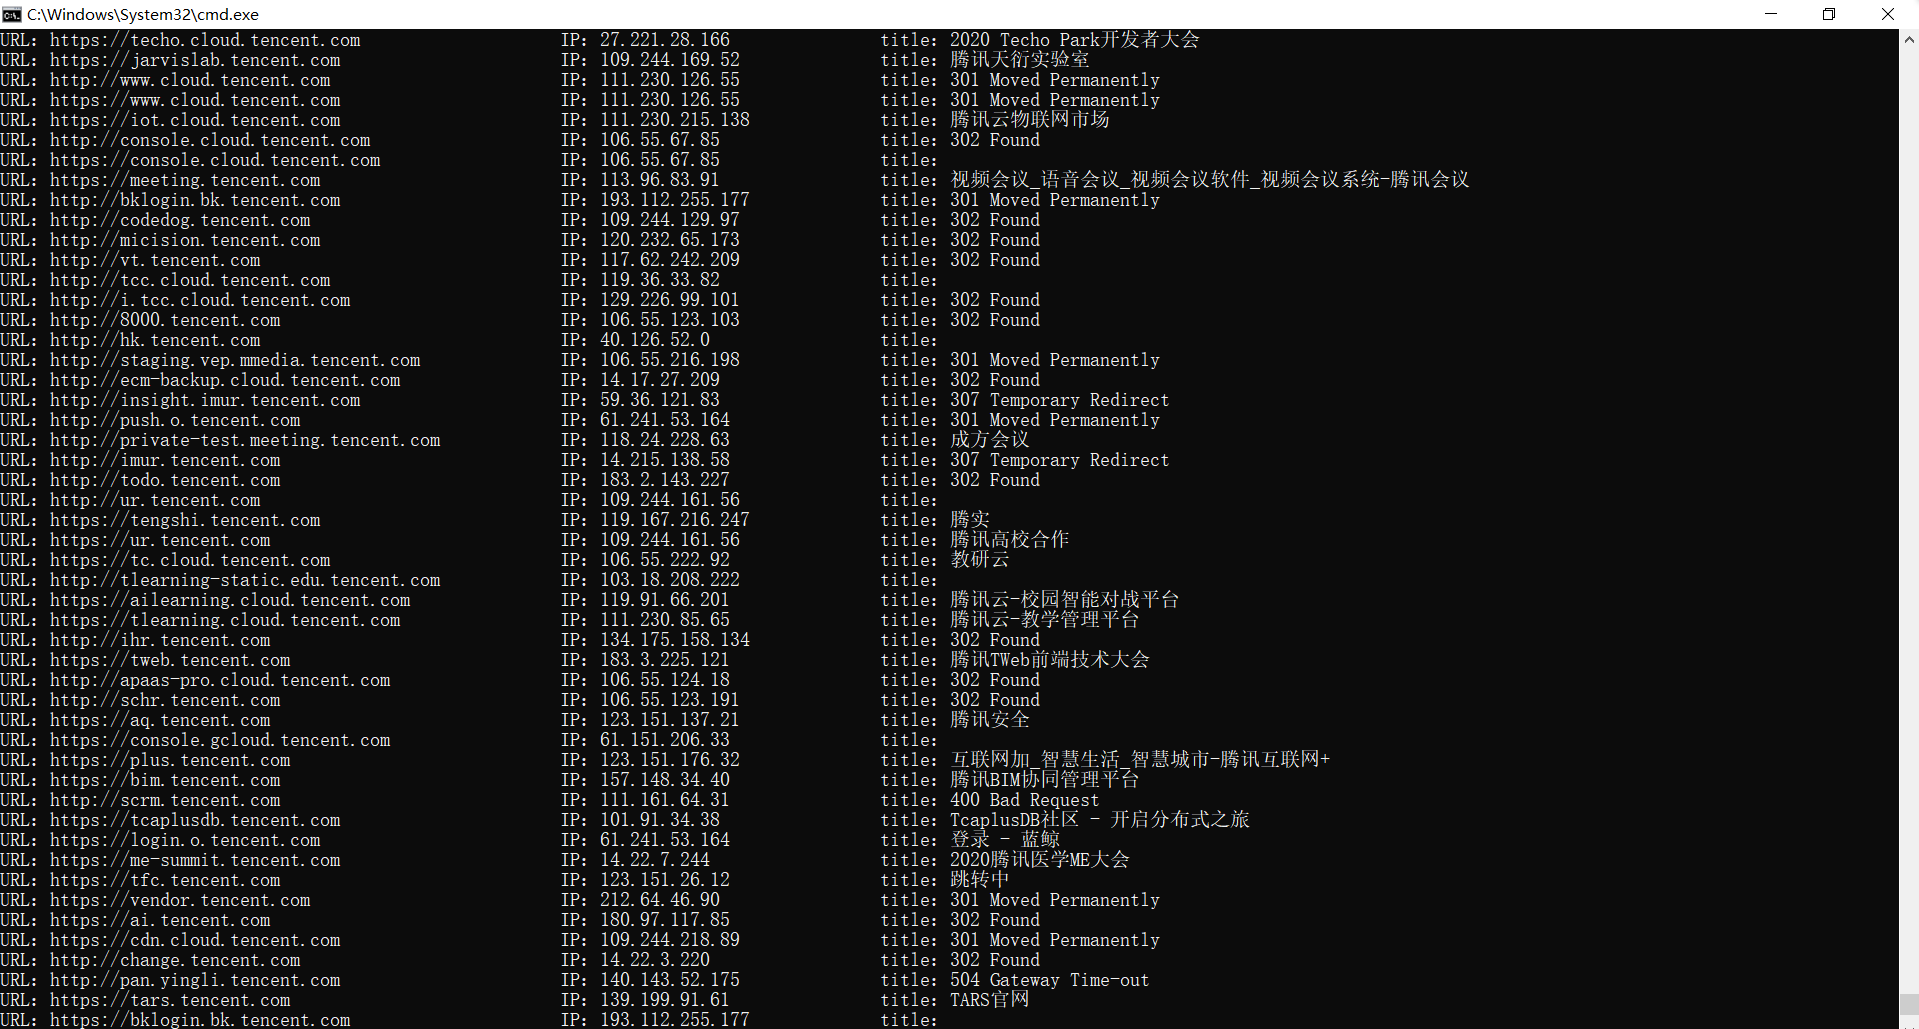 C:\Windows\System32\cmd.exe
URL: https://techo.cloud.tencent.com IP: 27.221.28.166 title: 2020 Techo Park开发者大会
URL: https://jarvislab.tencent.com IP: 109.244.169.52 title: 腾讯天衍实验室
URL: http://www.cloud.tencent.com IP: 111.230.126.55 title: 301 Moved Permanently
URL: https://www.cloud.tencent.com IP: 111.230.126.55 title: 301 Moved Permanently
URL: https://iot.cloud.tencent.com IP: 111.230.215.138 title: 腾讯云物联网市场
URL: http://console.cloud.tencent.com IP: 106.55.67.85 title: 302 Found
URL: https://console.cloud.tencent.com IP: 106.55.67.85 title:
URL: https://meeting.tencent.com IP: 113.96.83.91 title: 视频会议_语音会议_视频会议软件_视频会议系统-腾讯会议
URL: http://bklogin.bk.tencent.com IP: 193.112.255.177 title: 301 Moved Permanently
URL: http://codedog.tencent.com IP: 109.244.129.97 title: 302 Found
URL: http://micision.tencent.com IP: 120.232.65.173 title: 302 Found
URL: http://vt.tencent.com IP: 117.62.242.209 title: 302 Found
URL: http://tcc.cloud.tencent.com IP: 119.36.33.82 title:
URL: http://i.tcc.cloud.tencent.com IP: 129.226.99.101 title: 302 Found
URL: http://8000.tencent.com IP: 106.55.123.103 title: 302 Found
URL: http://hk.tencent.com IP: 40.126.52.0 title:
URL: http://staging.vep.mmedia.tencent.com IP: 106.55.216.198 title: 301 Moved Permanently
URL: http://ecm-backup.cloud.tencent.com IP: 14.17.27.209 title: 302 Found
URL: http://insight.imur.tencent.com IP: 59.36.121.83 title: 307 Temporary Redirect
URL: http://push.o.tencent.com IP: 61.241.53.164 title: 301 Moved Permanently
URL: http://private-test.meeting.tencent.com IP: 118.24.228.63 title: 成方会议
URL: http://imur.tencent.com IP: 14.215.138.58 title: 307 Temporary Redirect
URL: http://todo.tencent.com IP: 183.2.143.227 title: 302 Found
URL: http://ur.tencent.com IP: 109.244.161.56 title:
URL: https://tengshi.tencent.com IP: 119.167.216.247 title: 腾实
URL: https://ur.tencent.com IP: 109.244.161.56 title: 腾讯高校合作
URL: https://tc.cloud.tencent.com IP: 106.55.222.92 title: 教研云
URL: http://tlearning-static.edu.tencent.com IP: 103.18.208.222 title:
URL: https://ailearning.cloud.tencent.com IP: 119.91.66.201 title: 腾讯云-校园智能对战平台
URL: https://tlearning.cloud.tencent.com IP: 111.230.85.65 title: 腾讯云-教学管理平台
URL: http://ihr.tencent.com IP: 134.175.158.134 title: 302 Found
URL: https://tweb.tencent.com IP: 183.3.225.121 title: 腾讯TWeb前端技术大会
URL: http://apaas-pro.cloud.tencent.com IP: 106.55.124.18 title: 302 Found
URL: http://schr.tencent.com IP: 106.55.123.191 title: 302 Found
URL: https://aq.tencent.com IP: 123.151.137.21 title: 腾讯安全
URL: https://console.gcloud.tencent.com IP: 61.151.206.33 title:
URL: https://plus.tencent.com IP: 123.151.176.32 title: 互联网加_智慧生活_智慧城市-腾讯互联网+
URL: https://bim.tencent.com IP: 157.148.34.40 title: 腾讯BIM协同管理平台
URL: http://scrm.tencent.com IP: 111.161.64.31 title: 400 Bad Request
URL: https://tcaplusdb.tencent.com IP: 101.91.34.38 title: TcaplusDB社区 - 开启分布式之旅
URL: https://login.o.tencent.com IP: 61.241.53.164 title: 登录 - 蓝鲸
URL: https://me-summit.tencent.com IP: 14.22.7.244 title: 2020腾讯医学ME大会
URL: https://tfc.tencent.com IP: 123.151.26.12 title: 跳转中
URL: https://vendor.tencent.com IP: 212.64.46.90 title: 301 Moved Permanently
URL: https://ai.tencent.com IP: 180.97.117.85 title: 302 Found
URL: https://cdn.cloud.tencent.com IP: 109.244.218.89 title: 301 Moved Permanently
URL: http://change.tencent.com IP: 14.22.3.220 title: 302 Found
URL: http://pan.yingli.tencent.com IP: 140.143.52.175 title: 504 Gateway Time-out
URL: https://tars.tencent.com IP: 139.199.91.61 title: TARS官网
URL: https://bklogin.bk.tencent.com IP: 193.112.255.177 title: